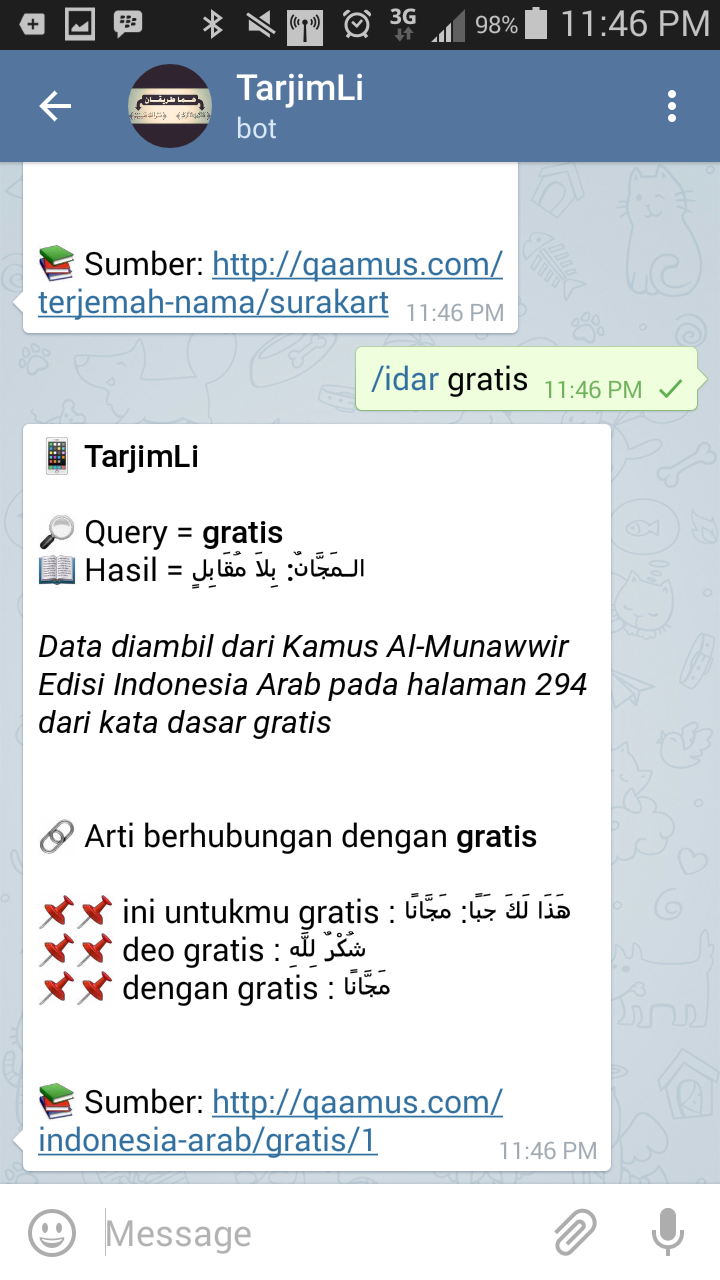 3G
98%
11:46 PM
هما طريقان
TarjimLi
bot
Sumber: http://qaamus.com/
terjemah-nama/surakart 11:46 PM
/idar gratis 11:46 PM
TarjimLi
Query = gratis
Hasil = الـمَجَّانُ: بِلاَ مُقَابِلٍ
Data diambil dari Kamus Al-Munawwir
Edisi Indonesia Arab pada halaman 294
dari kata dasar gratis
Arti berhubungan dengan gratis
ini untukmu gratis : هَذَا لَكَ جَبًا: مَجَّانًا
deo gratis : شُكْرٌ لِلَّهِ
dengan gratis : مَجَّانًا
Sumber: http://qaamus.com/
indonesia-arab/gratis/1 11:46 PM
Message